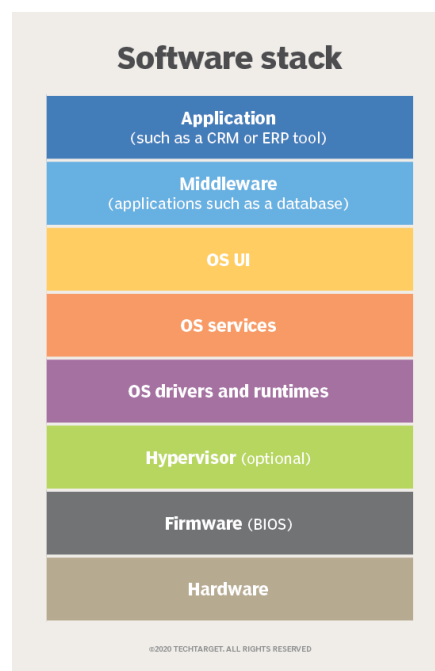 Software stack
Application
(such as a CRM or ERP tool)
Middleware
(applications such as a database)
OS UI
OS services
OS drivers and runtimes
Hypervisor (optional)
Firmware (BIOS)
Hardware
©2020 TECHTARGET. ALL RIGHTS RESERVED